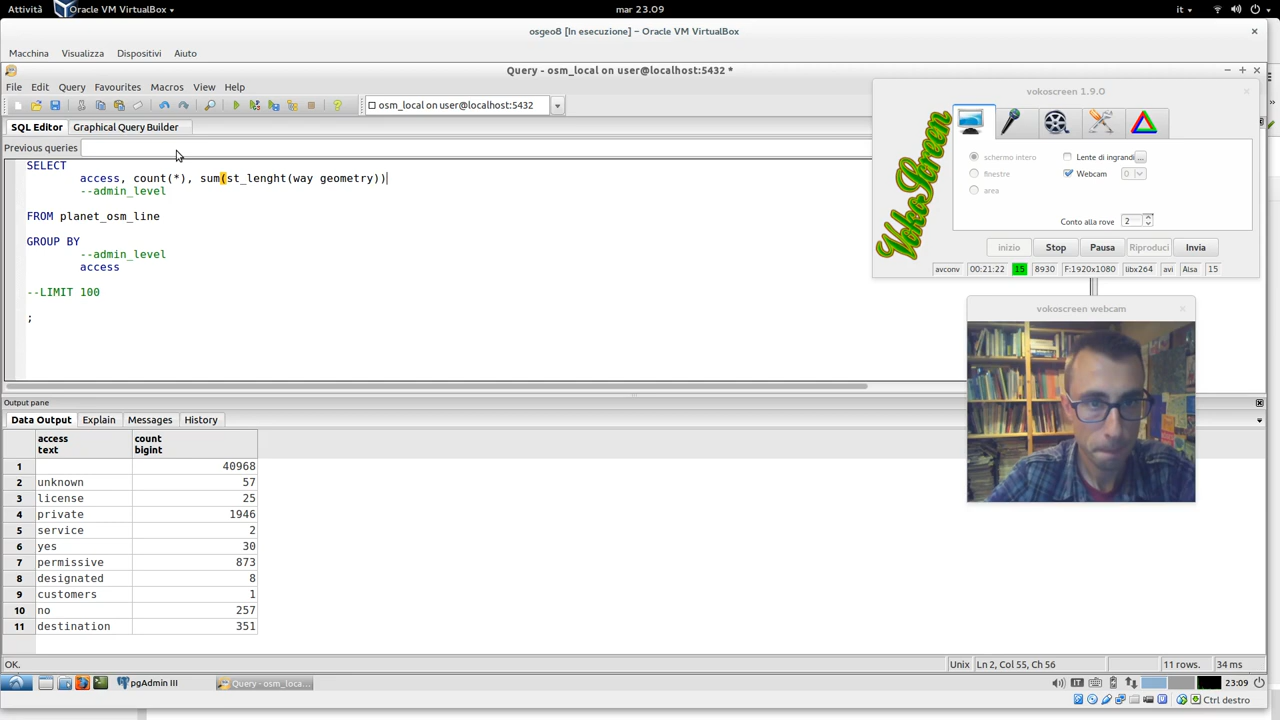 Attività
Oracle VM VirtualBox
mar 23.09
it
osgeo8 [In esecuzione] – Oracle VM VirtualBox
Macchina Visualizza Dispositivi Aiuto
Query - osm_local on user@localhost:5432 *
File Edit Query Favourites Macros View Help
osm_local on user@localhost:5432
SQL Editor Graphical Query Builder
Previous queries
SELECT
access, count(*), sum(st_lenght(way geometry))
--admin_level
FROM planet_osm_line
GROUP BY
--admin_level
access
--LIMIT 100
;
vokoscreen 1.9.0
VokoScreen
schermo intero
finestre
area
Lente di ingrandi ...
Webcam 0
Conto alla rove 2
inizio Stop Pausa Riproduci Invia
avconv 00:21:22 15 8930 F:1920x1080 libx264 avi Alsa 15
vokoscreen webcam
Output pane
Data Output Explain Messages History
access text count bigint
1 40968
2 unknown 57
3 license 25
4 private 1946
5 service 2
6 yes 30
7 permissive 873
8 designated 8
9 customers 1
10 no 257
11 destination 351
OK. Unix Ln 2, Col 55, Ch 56 11 rows. 34 ms
pgAdmin III Query - osm_loca... IT 23:09
Ctrl destro